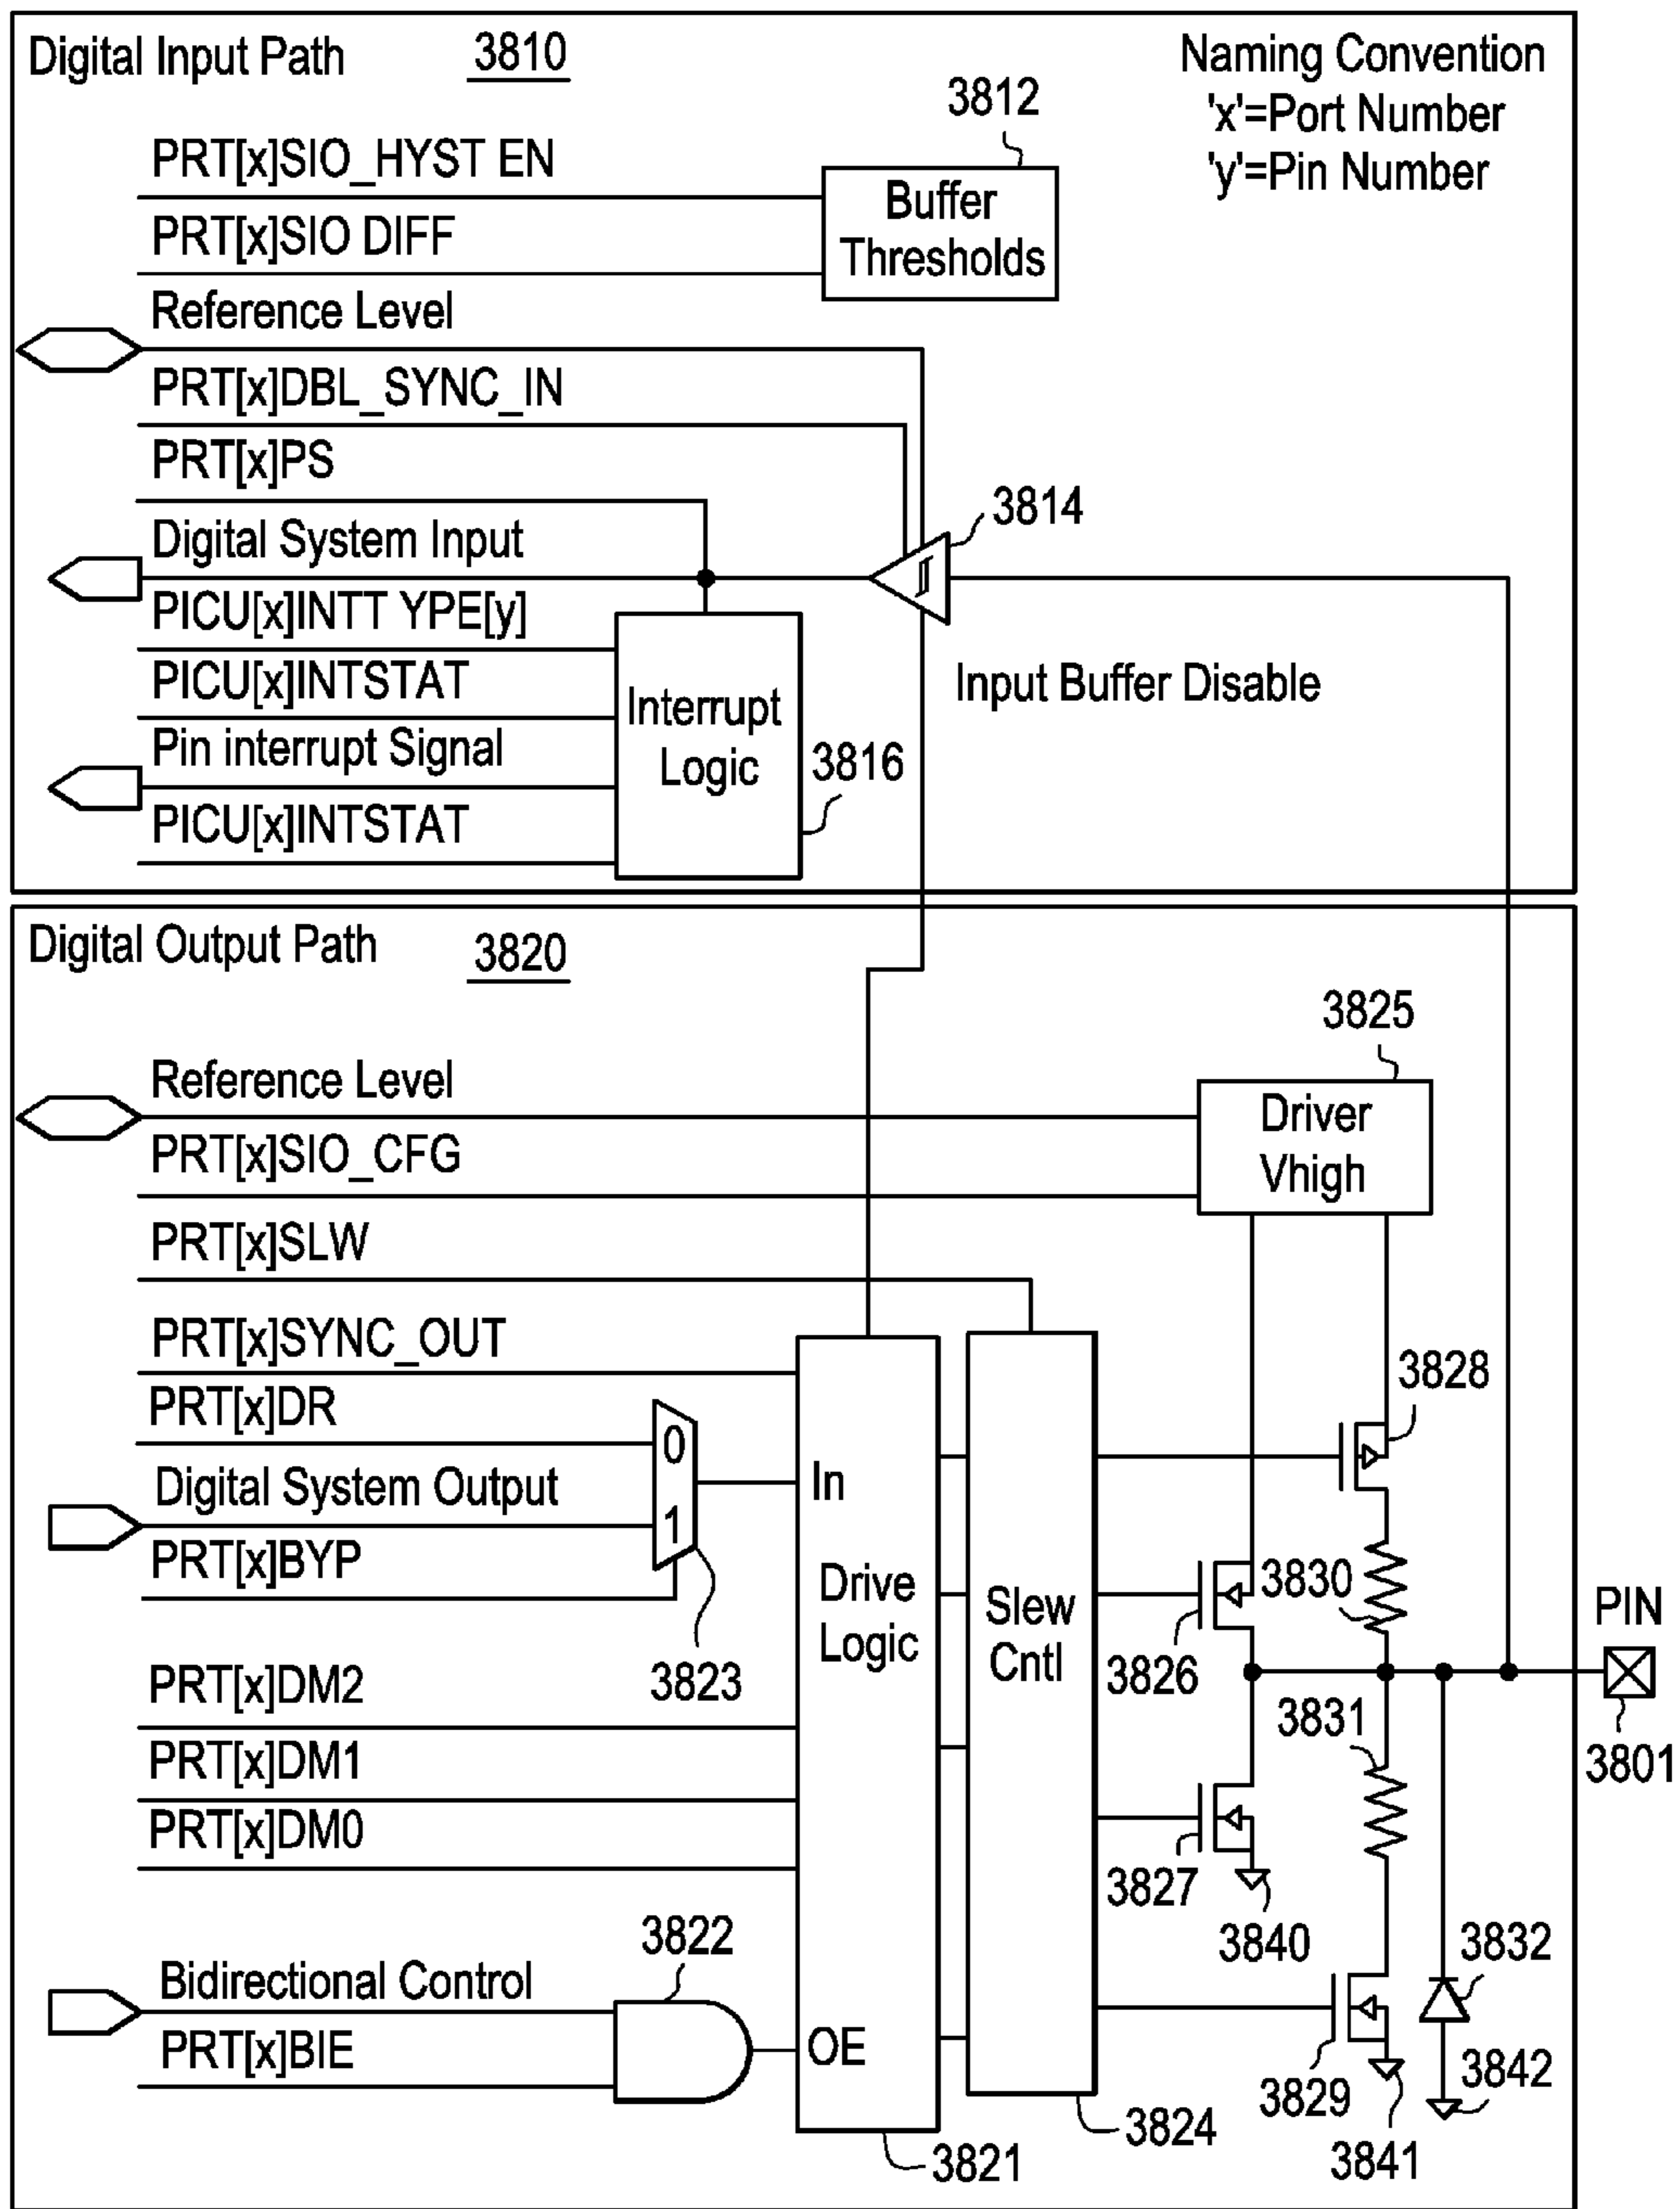 Digital Input Path 3810
Naming Convention
'x'=Port Number
'y'=Pin Number
3812
PRT[x]SIO_HYST EN
Buffer
Thresholds
PRT[x]SIO DIFF
Reference Level
PRT[x]DBL_SYNC_IN
PRT[x]PS
3814
Digital System Input
PICU[x]INTT YPE[y]
Input Buffer Disable
PICU[x]INTSTAT
Interrupt
Logic
Pin interrupt Signal
3816
PICU[x]INTSTAT
Digital Output Path 3820
3825
Reference Level
Driver
Vhigh
PRT[x]SIO_CFG
PRT[x]SLW
PRT[x]SYNC_OUT
3828
PRT[x]DR
0
In
Digital System Output
1
PRT[x]BYP
Drive
Logic
Slew
Cntl
3830
PIN
3826
3823
PRT[x]DM2
3831
3801
PRT[x]DM1
PRT[x]DM0
3827
3840
3822
3832
Bidirectional Control
OE
PRT[x]BIE
3829
3842
3824
3841
3821